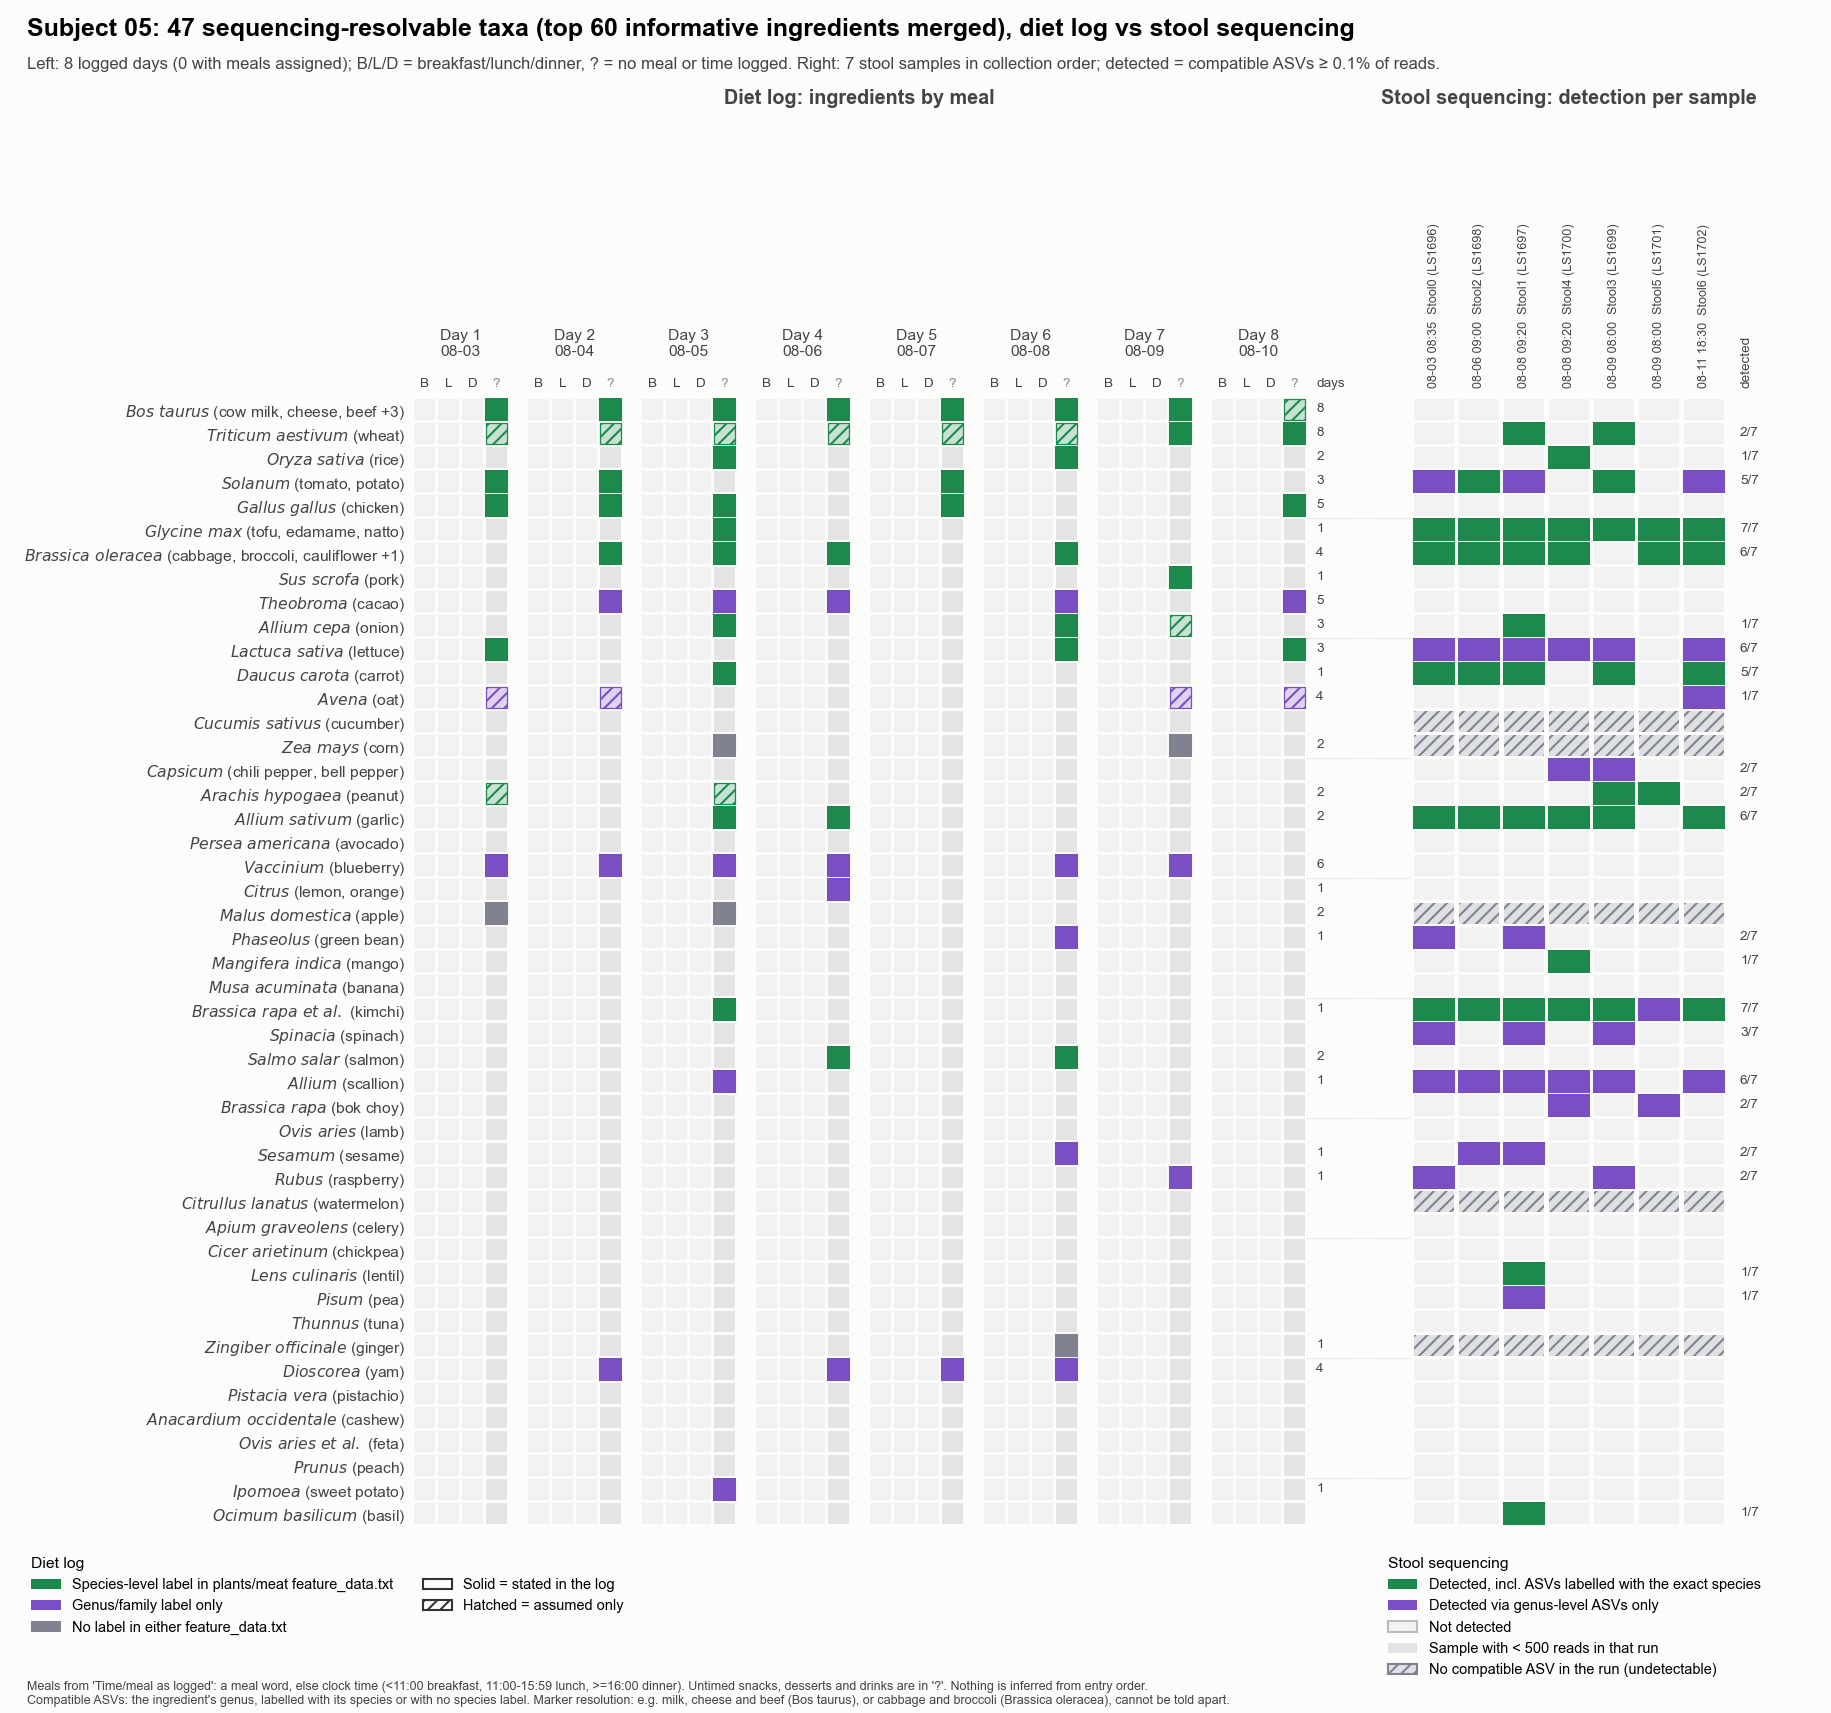 Subject 05: 47 sequencing-resolvable taxa (top 60 informative ingredients merged), diet log vs stool sequencing
Left: 8 logged days (0 with meals assigned); B/L/D = breakfast/lunch/dinner, ? = no meal or time logged. Right: 7 stool samples in collection order; detected = compatible ASVs ≥ 0.1% of reads.
Diet log: ingredients by meal
Stool sequencing: detection per sample
Day 1 Day 2 Day 3 Day 4 Day 5 Day 6 Day 7 Day 8
08-03 08-04 08-05 08-06 08-07 08-08 08-09 08-10
B L D ? B L D ? B L D ? B L D ? B L D ? B L D ? B L D ? B L D ? days
08-03 08:35 Stool0 (LS1696)
08-06 09:00 Stool2 (LS1698)
08-08 09:20 Stool1 (LS1697)
08-08 09:20 Stool4 (LS1700)
08-09 08:00 Stool3 (LS1699)
08-09 08:00 Stool5 (LS1701)
08-11 18:30 Stool6 (LS1702)
detected
Bos taurus (cow milk, cheese, beef +3) 8
Triticum aestivum (wheat) 8 2/7
Oryza sativa (rice) 2 1/7
Solanum (tomato, potato) 3 5/7
Gallus gallus (chicken) 5
Glycine max (tofu, edamame, natto) 1 7/7
Brassica oleracea (cabbage, broccoli, cauliflower +1) 4 6/7
Sus scrofa (pork) 1
Theobroma (cacao) 5
Allium cepa (onion) 3 1/7
Lactuca sativa (lettuce) 3 6/7
Daucus carota (carrot) 1 5/7
Avena (oat) 4 1/7
Cucumis sativus (cucumber)
Zea mays (corn) 2
Capsicum (chili pepper, bell pepper) 2/7
Arachis hypogaea (peanut) 2 2/7
Allium sativum (garlic) 2 6/7
Persea americana (avocado)
Vaccinium (blueberry) 6
Citrus (lemon, orange) 1
Malus domestica (apple) 2
Phaseolus (green bean) 1 2/7
Mangifera indica (mango) 1/7
Musa acuminata (banana)
Brassica rapa et al. (kimchi) 1 7/7
Spinacia (spinach) 3/7
Salmo salar (salmon) 2
Allium (scallion) 1 6/7
Brassica rapa (bok choy) 2/7
Ovis aries (lamb)
Sesamum (sesame) 1 2/7
Rubus (raspberry) 1 2/7
Citrullus lanatus (watermelon)
Apium graveolens (celery)
Cicer arietinum (chickpea)
Lens culinaris (lentil) 1/7
Pisum (pea) 1/7
Thunnus (tuna)
Zingiber officinale (ginger) 1
Dioscorea (yam) 4
Pistacia vera (pistachio)
Anacardium occidentale (cashew)
Ovis aries et al. (feta)
Prunus (peach)
Ipomoea (sweet potato) 1
Ocimum basilicum (basil) 1/7
Diet log
Species-level label in plants/meat feature_data.txt
Genus/family label only
No label in either feature_data.txt
Solid = stated in the log
Hatched = assumed only
Stool sequencing
Detected, incl. ASVs labelled with the exact species
Detected via genus-level ASVs only
Not detected
Sample with < 500 reads in that run
No compatible ASV in the run (undetectable)
Meals from 'Time/meal as logged': a meal word, else clock time (<11:00 breakfast, 11:00-15:59 lunch, >=16:00 dinner). Untimed snacks, desserts and drinks are in '?'. Nothing is inferred from entry order.
Compatible ASVs: the ingredient's genus, labelled with its species or with no species label. Marker resolution: e.g. milk, cheese and beef (Bos taurus), or cabbage and broccoli (Brassica oleracea), cannot be told apart.